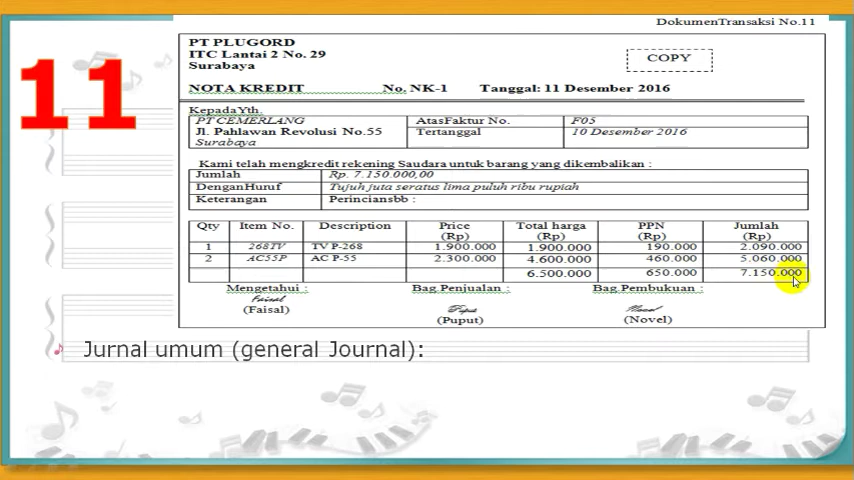 DokumenTransaksi No.11
11
PT PLUGORD
ITC Lantai 2 No. 29
Surabaya
COPY
NOTA KREDIT No. NK-1 Tanggal: 11 Desember 2016
KepadaYth.
PT CEMERLANG AtasFaktur No. F05
Jl. Pahlawan Revolusi No.55 Tertanggal 10 Desember 2016
Surabaya
Kami telah mengkredit rekening Saudara untuk barang yang dikembalikan :
Jumlah Rp. 7.150.000,00
DenganHuruf Tujuh juta seratus lima puluh ribu rupiah
Keterangan Perinciansbb :
Qty Item No. Description Price Total harga PPN Jumlah
(Rp) (Rp) (Rp) (Rp)
1 268TV TV P-268 1.900.000 1.900.000 190.000 2.090.000
2 AC55P AC P-55 2.300.000 4.600.000 460.000 5.060.000
6.500.000 650.000 7.150.000
Mengetahui : Bag.Penjualan : Bag.Pembukuan :
Faisal Puput Novel
(Faisal) (Puput) (Novel)
Jurnal umum (general Journal):